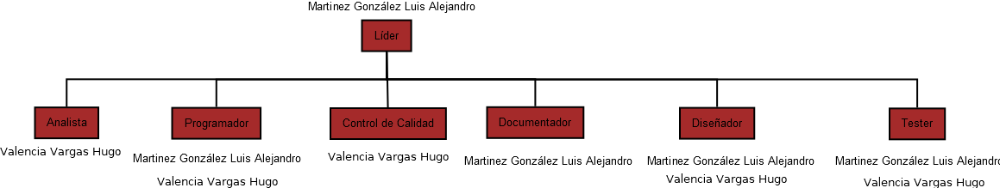 Martinez González Luis Alejandro
Líder
Analista
Programador
Control de Calidad
Documentador
Diseñador
Tester
Valencia Vargas Hugo
Martinez González Luis Alejandro
Valencia Vargas Hugo
Valencia Vargas Hugo
Martinez González Luis Alejandro
Martinez González Luis Alejandro
Valencia Vargas Hugo
Martinez González Luis Alejandro
Valencia Vargas Hugo